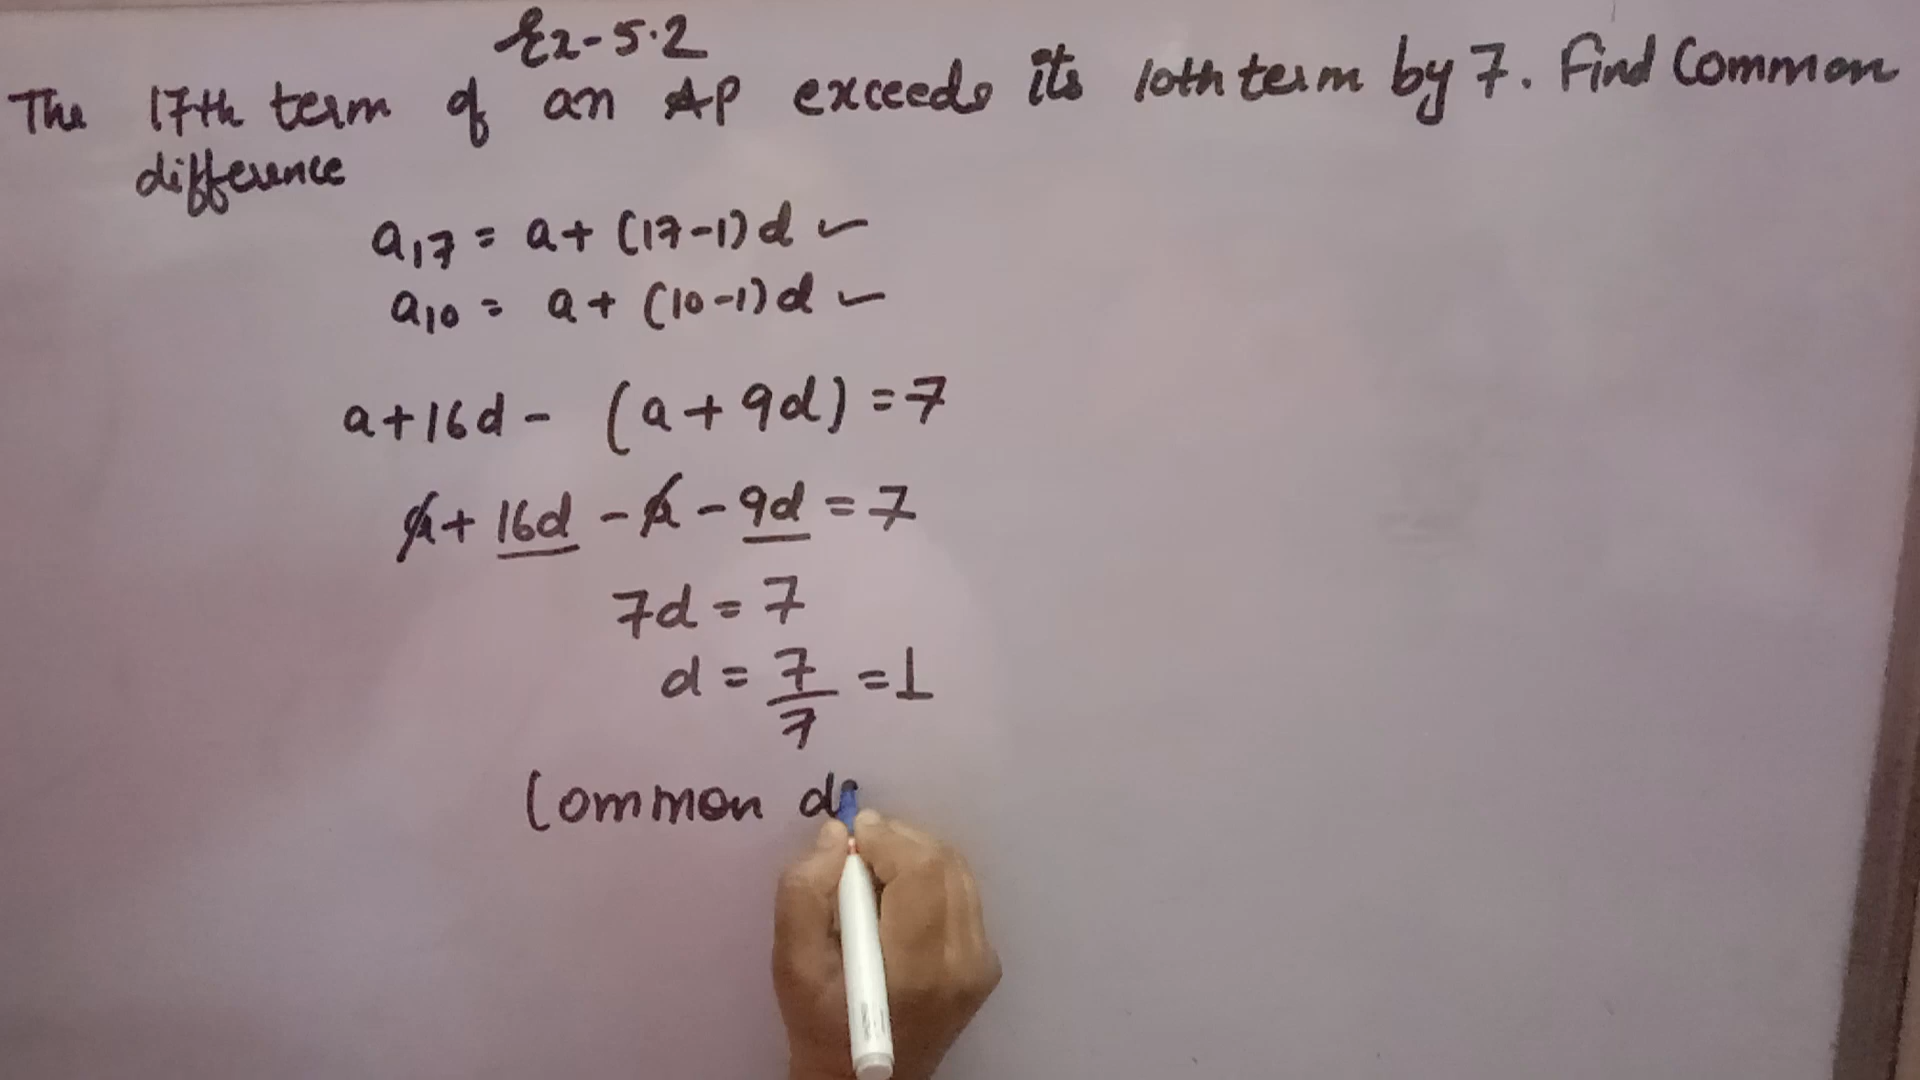 Ex-5.2
The 17th term of an AP exceeds its 10th term by 7. Find Common
difference
a₁₇ = a + (17-1)d ✓
a₁₀ = a + (10-1)d ✓
a+16d - (a+9d) = 7
a + 16d - a - 9d = 7
7d = 7
d = 7/7 = 1
Common d